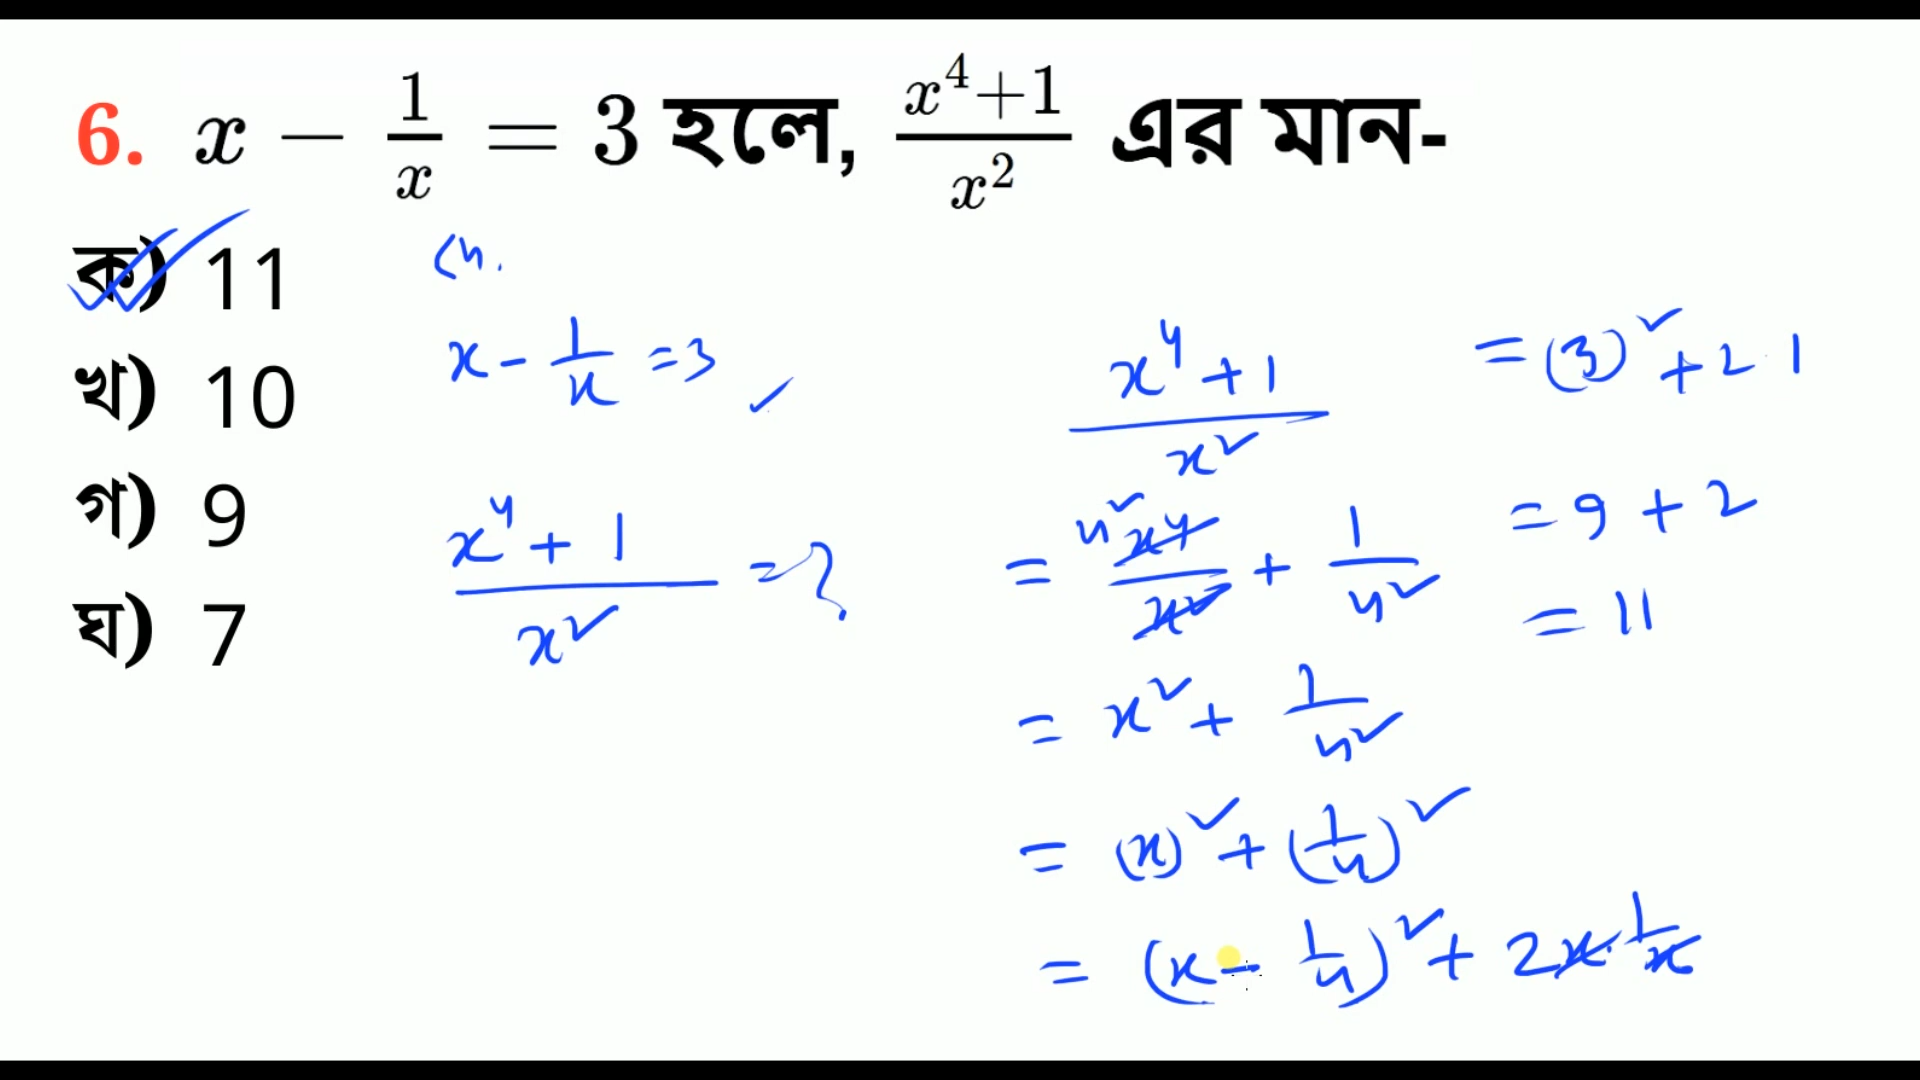 6. x − 1/x = 3 হলে, (x⁴+1)/x² এর মান-
ক) 11
খ) 10
গ) 9
ঘ) 7
x - 1/x = 3
(x⁴ + 1)/x² = ?
(x⁴ + 1)/x²
= x² x⁴/x² + 1/x²
= x² + 1/x²
= (x)² + (1/x)²
= (x - 1/x)² + 2x·1/x
= (3)² + 2·1
= 9 + 2
= 11